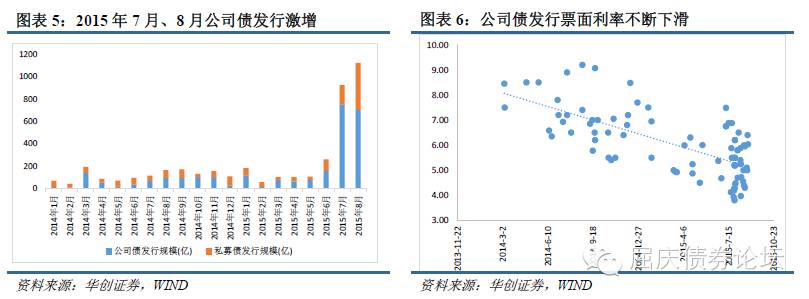 图表 5：2015 年 7 月、8 月公司债发行激增
1200
1000
800
600
400
200
0
2014年1月
2014年2月
2014年3月
2014年4月
2014年5月
2014年6月
2014年7月
2014年8月
2014年9月
2014年10月
2014年11月
2014年12月
2015年1月
2015年2月
2015年3月
2015年4月
2015年5月
2015年6月
2015年7月
2015年8月
公司债发行规模(亿) 私募债发行规模(亿)
资料来源：华创证券，WIND
图表 6：公司债发行票面利率不断下滑
10.00
9.00
8.00
7.00
6.00
5.00
4.00
3.00
2013-11-22
2014-3-2
2014-6-10
2014-9-18
2014-12-27
2015-4-6
2015-7-15
2015-10-23
资料来源：华创证券，WIND
屈庆债券论坛